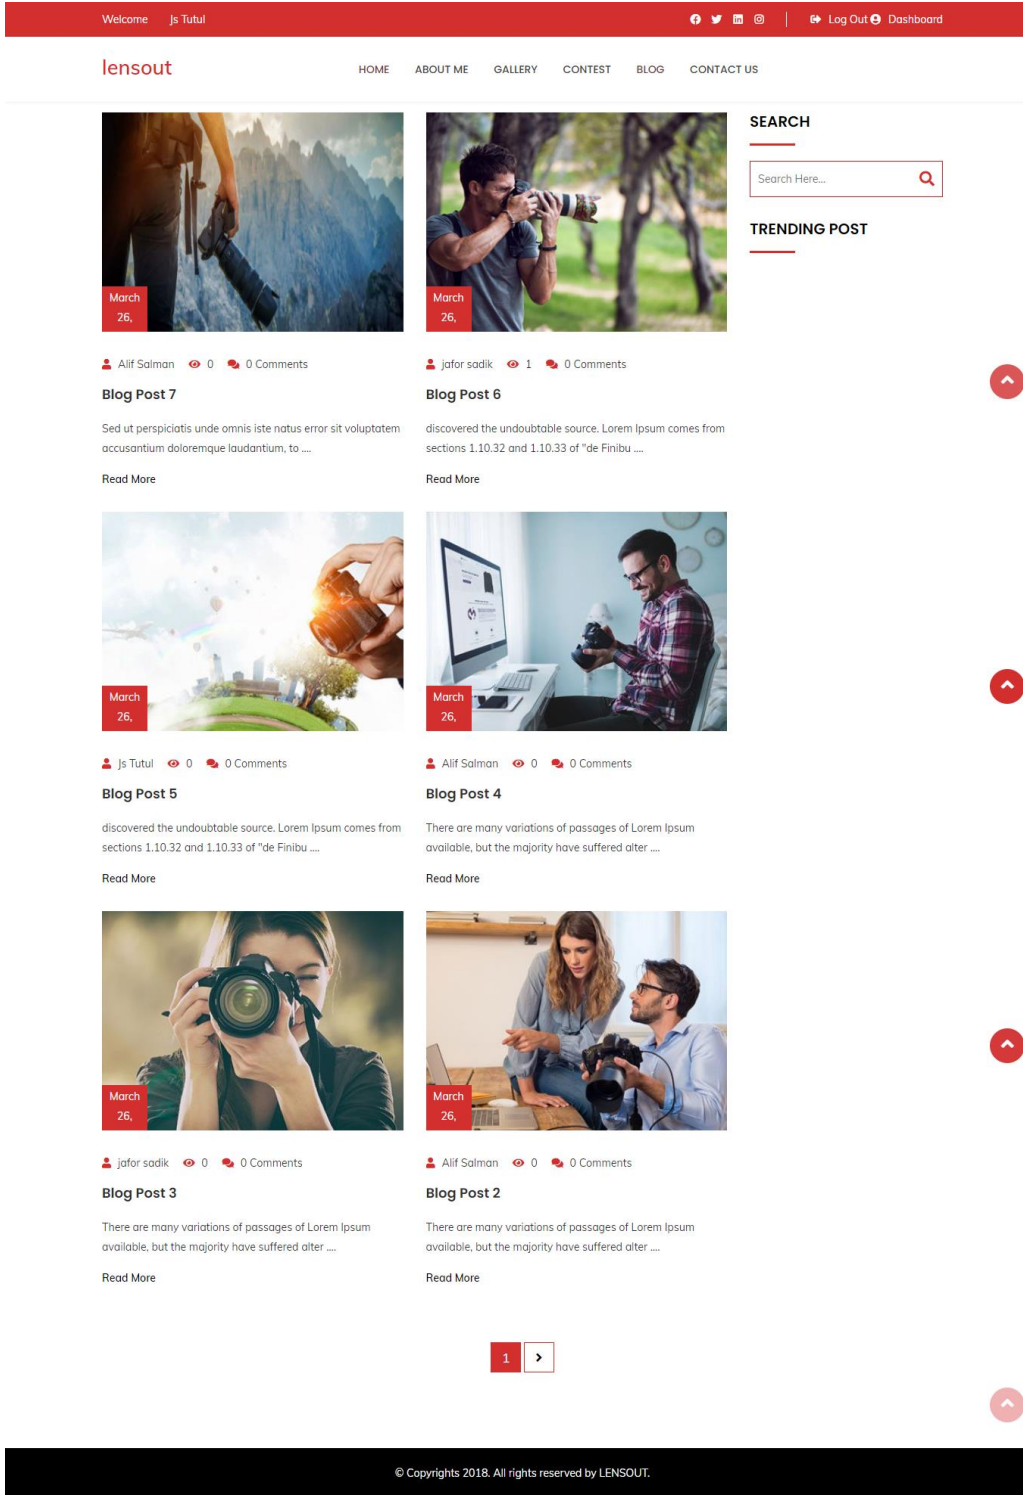 Welcome Js Tutul
Log Out Dashboard
lensout
HOME ABOUT ME GALLERY CONTEST BLOG CONTACT US
March
26,
Alif Salman 0 0 Comments
Blog Post 7
Sed ut perspiciatis unde omnis iste natus error sit voluptatem
accusantium doloremque laudantium, to ....
Read More
March
26,
jafor sadik 1 0 Comments
Blog Post 6
discovered the undoubtable source. Lorem Ipsum comes from
sections 1.10.32 and 1.10.33 of "de Finibu ....
Read More
SEARCH
Search Here...
TRENDING POST
March
26,
Js Tutul 0 0 Comments
Blog Post 5
discovered the undoubtable source. Lorem Ipsum comes from
sections 1.10.32 and 1.10.33 of "de Finibu ....
Read More
March
26,
Alif Salman 0 0 Comments
Blog Post 4
There are many variations of passages of Lorem Ipsum
available, but the majority have suffered alter ....
Read More
March
26,
jafor sadik 0 0 Comments
Blog Post 3
There are many variations of passages of Lorem Ipsum
available, but the majority have suffered alter ....
Read More
March
26,
Alif Salman 0 0 Comments
Blog Post 2
There are many variations of passages of Lorem Ipsum
available, but the majority have suffered alter ....
Read More
1
© Copyrights 2018. All rights reserved by LENSOUT.